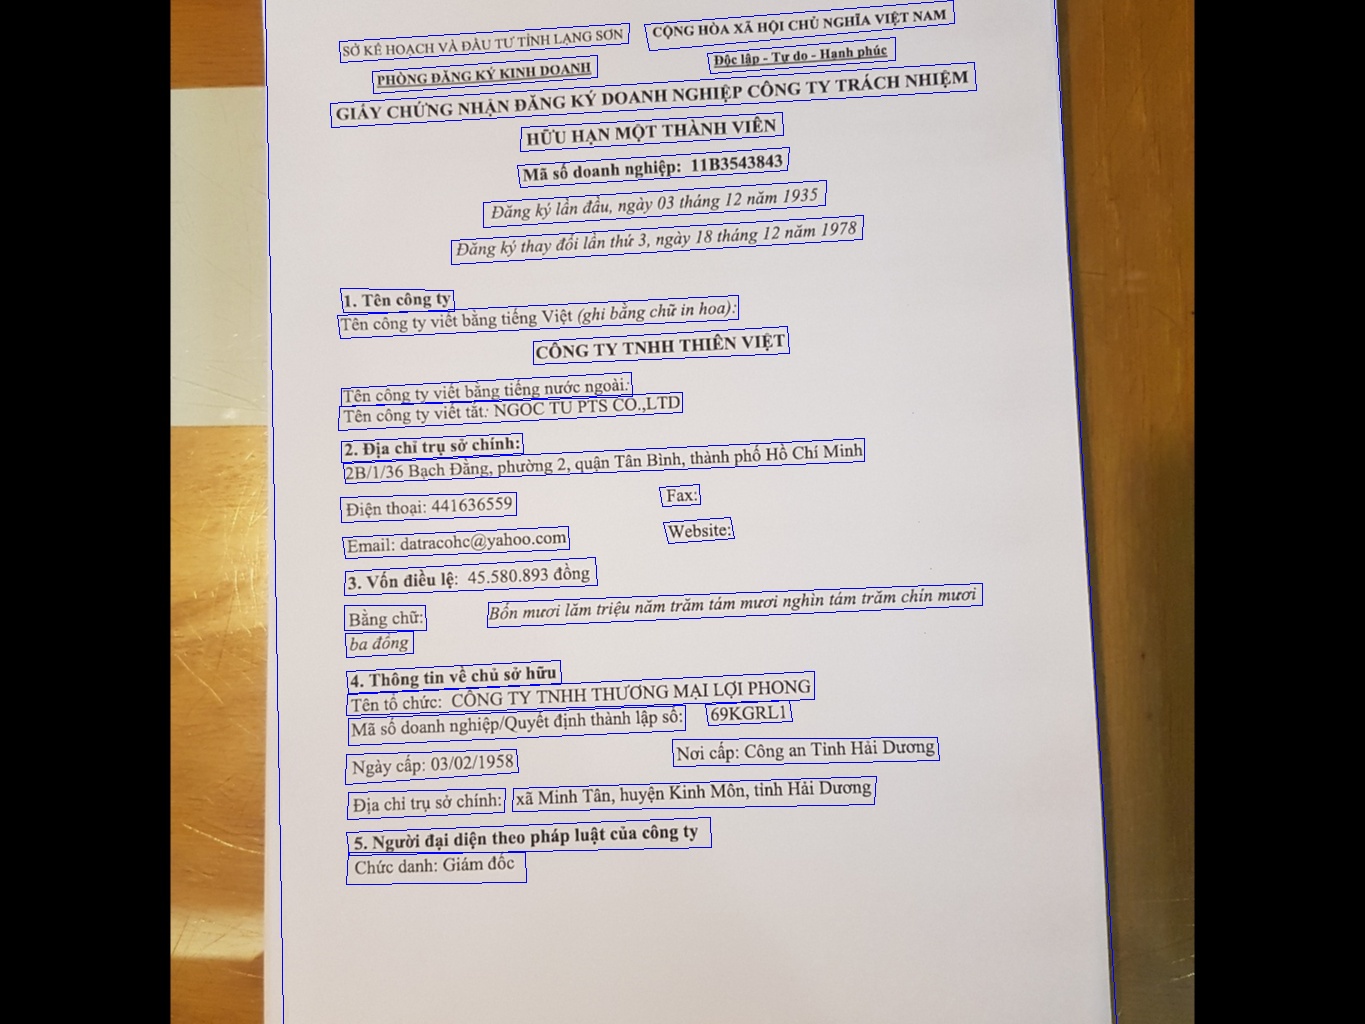 SỞ KẾ HOẠCH VÀ ĐẦU TƯ TỈNH LẠNG SƠN
CỘNG HÒA XÃ HỘI CHỦ NGHĨA VIỆT NAM
PHÒNG ĐĂNG KÝ KINH DOANH
Độc lập - Tự do - Hạnh phúc
GIẤY CHỨNG NHẬN ĐĂNG KÝ DOANH NGHIỆP CÔNG TY TRÁCH NHIỆM
HỮU HẠN MỘT THÀNH VIÊN
Mã số doanh nghiệp: 11B3543843
Đăng ký lần đầu, ngày 03 tháng 12 năm 1935
Đăng ký thay đổi lần thứ 3, ngày 18 tháng 12 năm 1978
1. Tên công ty
Tên công ty viết bằng tiếng Việt (ghi bằng chữ in hoa):
CÔNG TY TNHH THIÊN VIỆT
Tên công ty viết bằng tiếng nước ngoài:
Tên công ty viết tắt: NGOC TU PTS CO.,LTD
2. Địa chỉ trụ sở chính:
2B/1/36 Bạch Đằng, phường 2, quận Tân Bình, thành phố Hồ Chí Minh
Điện thoại: 441636559
Fax:
Email: datracohc@yahoo.com
Website:
3. Vốn điều lệ: 45.580.893 đồng
Bằng chữ: Bốn mươi lăm triệu năm trăm tám mươi nghìn tám trăm chín mươi
ba đồng
4. Thông tin về chủ sở hữu
Tên tổ chức: CÔNG TY TNHH THƯƠNG MẠI LỢI PHONG
Mã số doanh nghiệp/Quyết định thành lập số: 69KGRL1
Ngày cấp: 03/02/1958
Nơi cấp: Công an Tỉnh Hải Dương
Địa chỉ trụ sở chính: xã Minh Tân, huyện Kinh Môn, tỉnh Hải Dương
5. Người đại diện theo pháp luật của công ty
Chức danh: Giám đốc